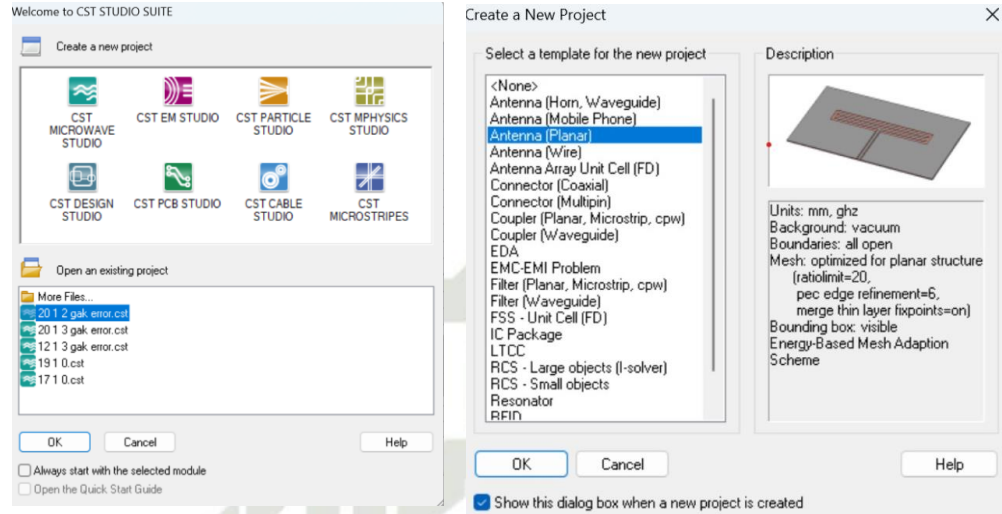 Welcome to CST STUDIO SUITE
Create a new project
CST MICROWAVE STUDIO
CST EM STUDIO
CST PARTICLE STUDIO
CST MPHYSICS STUDIO
CST DESIGN STUDIO
CST PCB STUDIO
CST CABLE STUDIO
CST MICROSTRIPES
Open an existing project
More Files...
20 1 2 gak error.cst
20 1 3 gak error.cst
12 1 3 gak error.cst
19 1 0.cst
17 1 0.cst
OK
Cancel
Help
Always start with the selected module
Open the Quick Start Guide
Create a New Project
Select a template for the new project
<None>
Antenna (Horn, Waveguide)
Antenna (Mobile Phone)
Antenna (Planar)
Antenna (Wire)
Antenna Array Unit Cell (FD)
Connector (Coaxial)
Connector (Multipin)
Coupler (Planar, Microstrip, cpw)
Coupler (Waveguide)
EDA
EMC-EMI Problem
Filter (Planar, Microstrip, cpw)
Filter (Waveguide)
FSS - Unit Cell (FD)
IC Package
LTCC
RCS - Large objects (I-solver)
RCS - Small objects
Resonator
RFID
Description
Units: mm, ghz
Background: vacuum
Boundaries: all open
Mesh: optimized for planar structure
(ratiolimit=20,
pec edge refinement=6,
merge thin layer fixpoints=on)
Bounding box: visible
Energy-Based Mesh Adaption
Scheme
OK
Cancel
Help
Show this dialog box when a new project is created